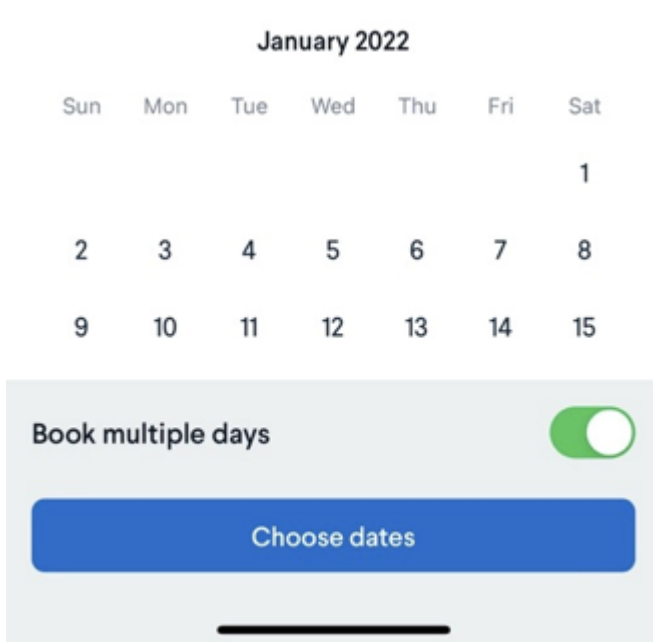 January 2022
Sun Mon Tue Wed Thu Fri Sat
1
2 3 4 5 6 7 8
9 10 11 12 13 14 15
Book multiple days
Choose dates